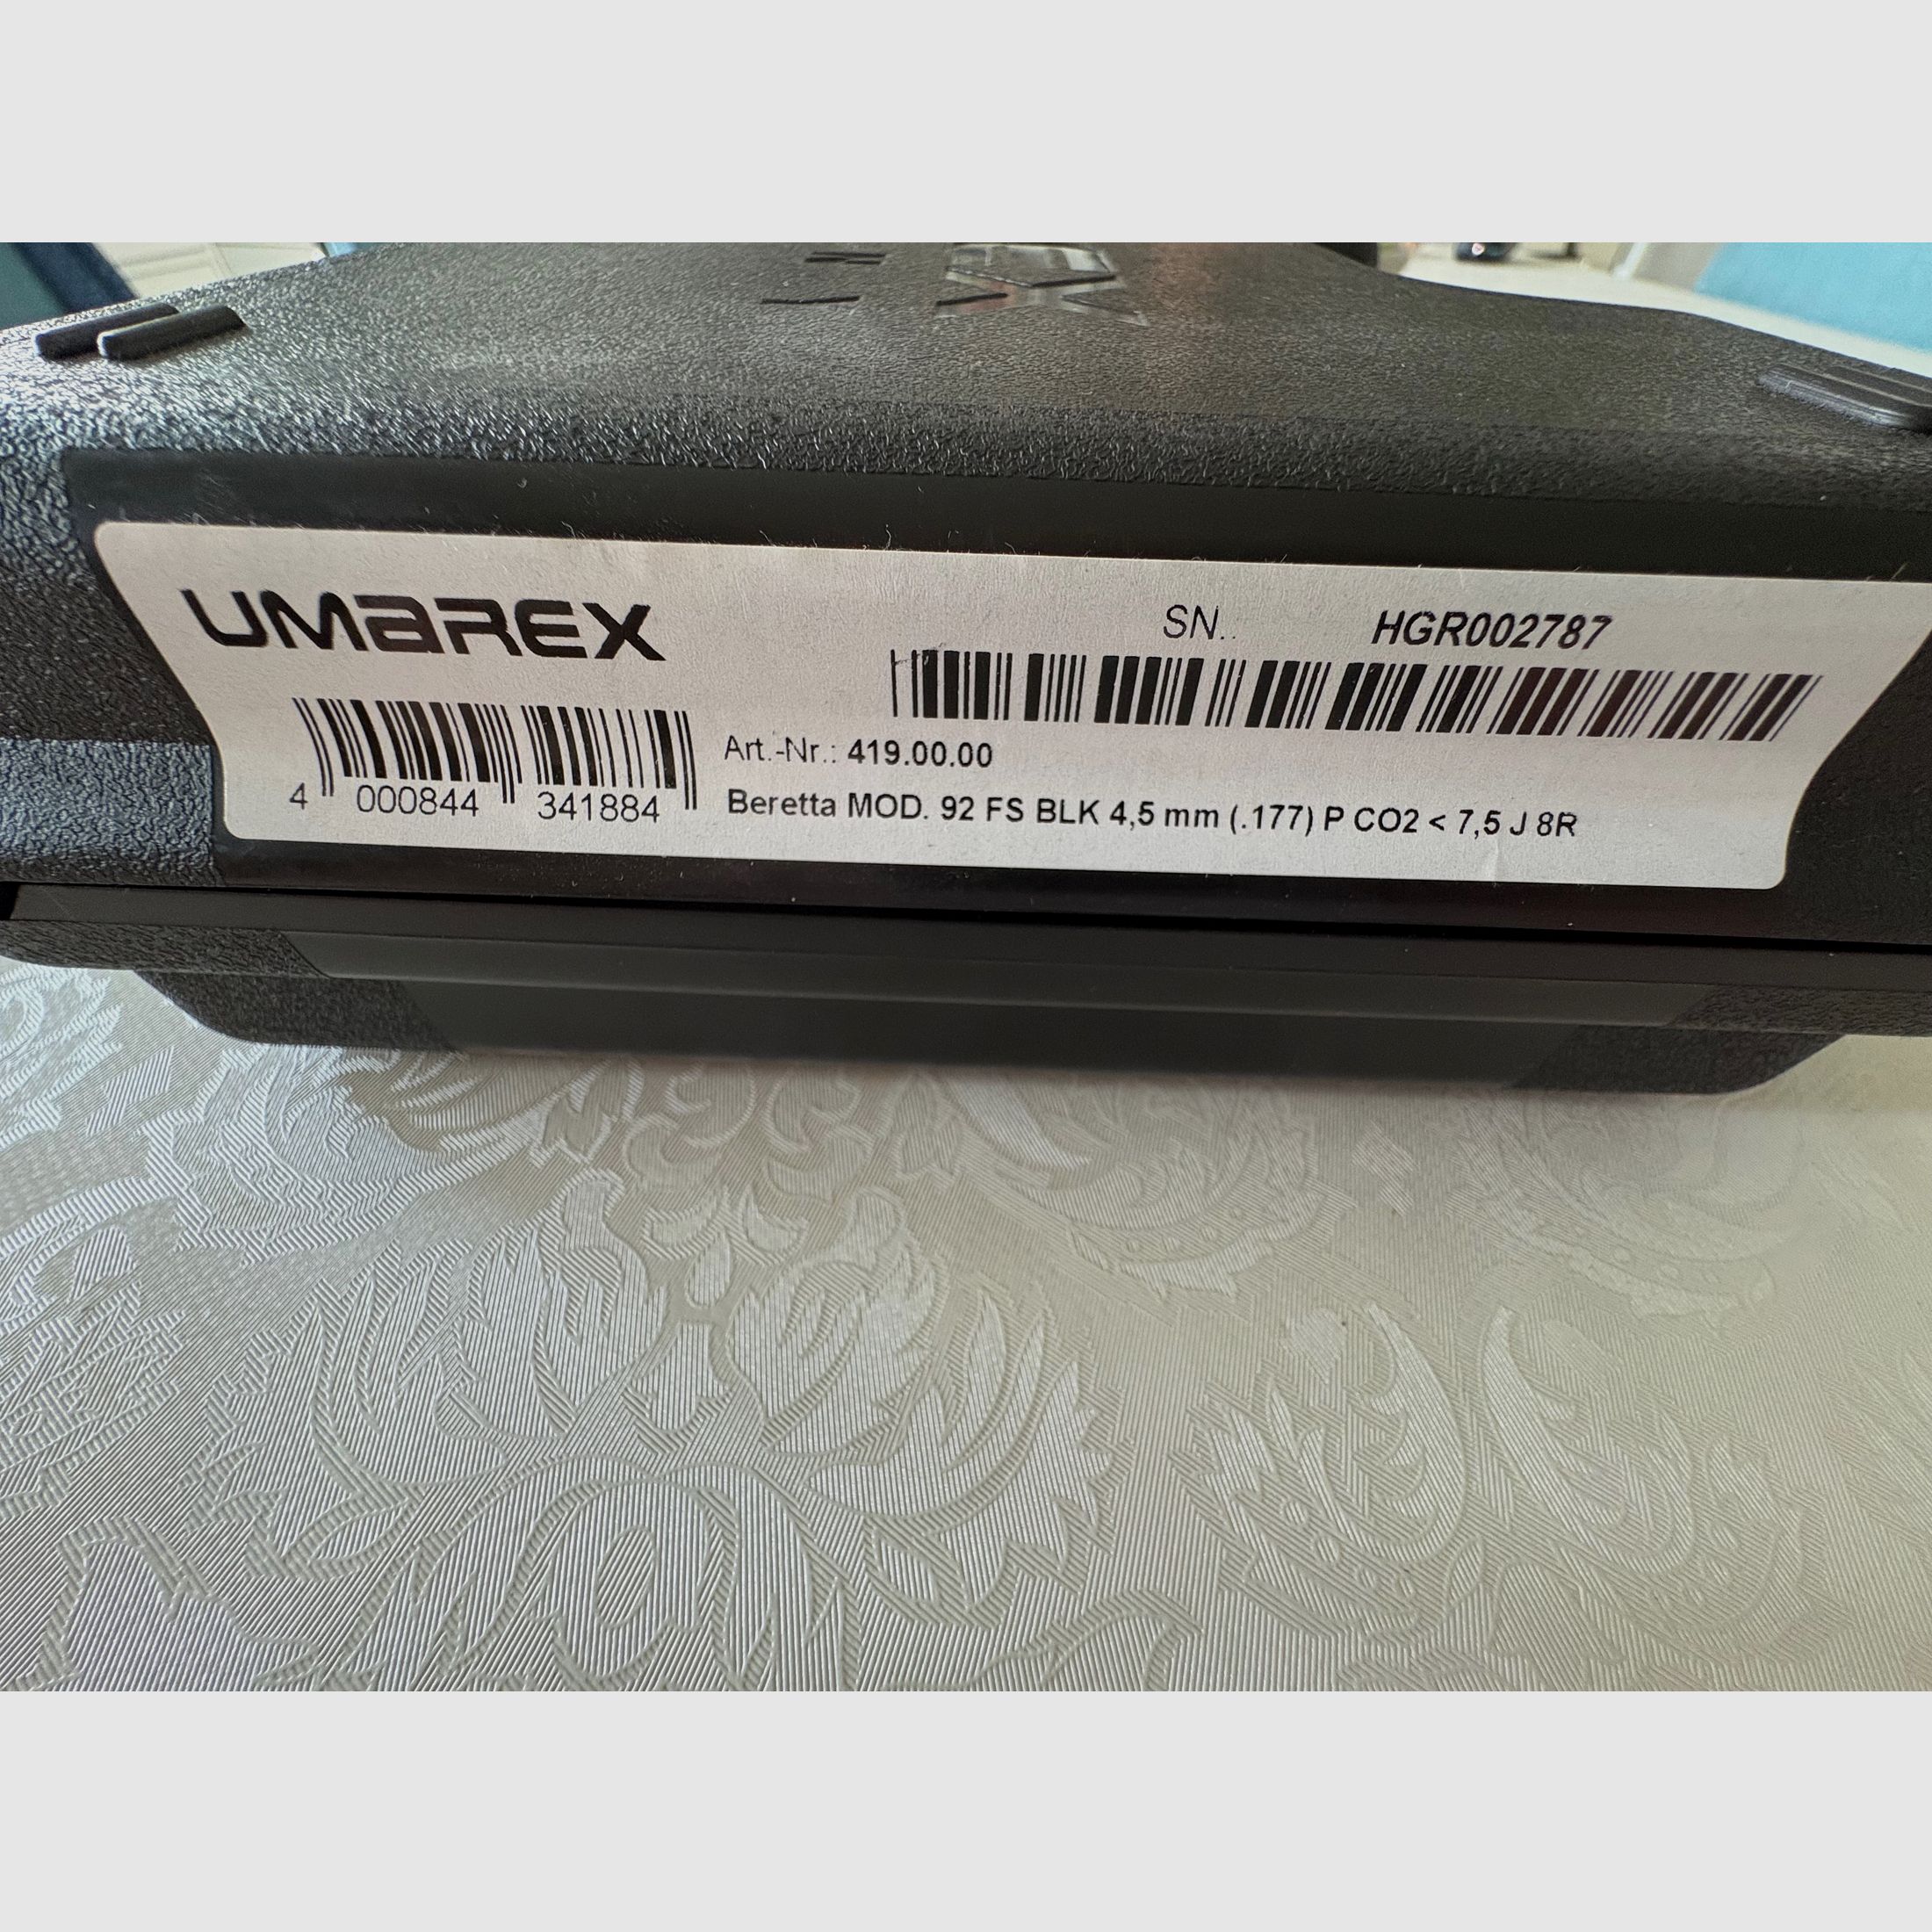 UMAREX
SN.. HGR002787
4 000844 341884
Art.-Nr.: 419.00.00
Beretta MOD. 92 FS BLK 4,5 mm (.177) P CO2 < 7,5 J 8R